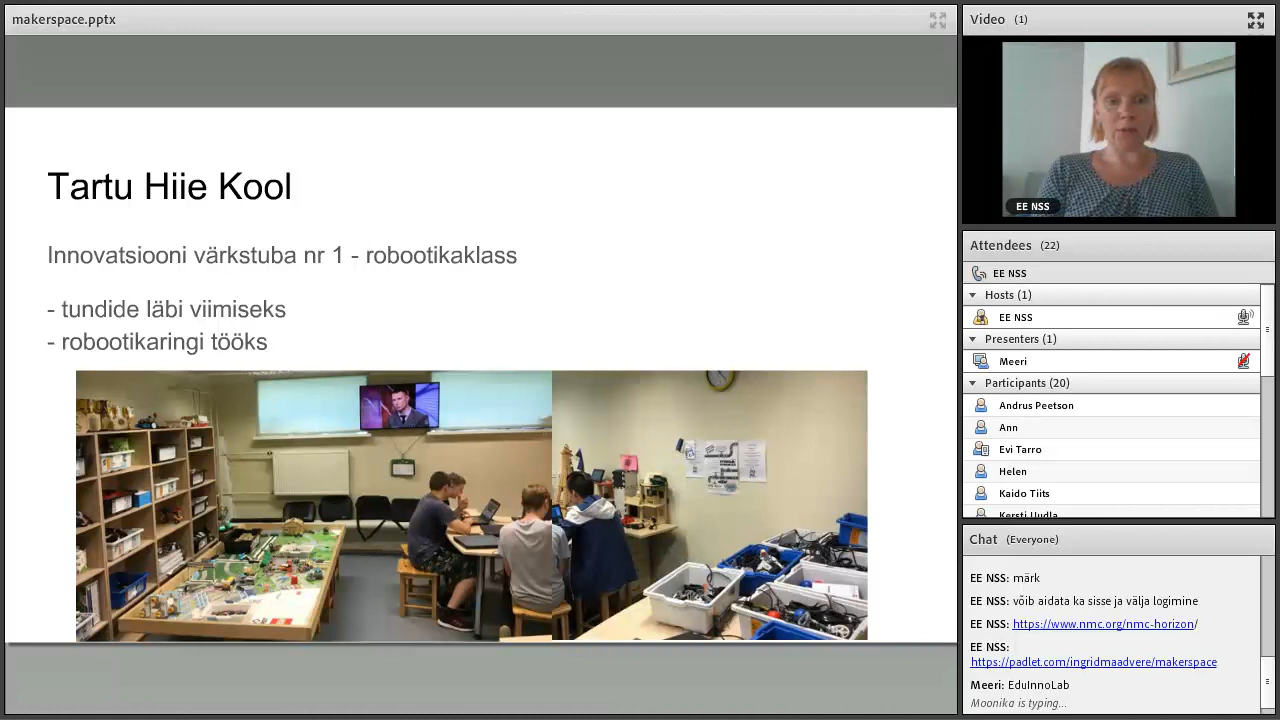 makerspace.pptx
Tartu Hiie Kool
Innovatsiooni värkstuba nr 1 - robootikaklass
- tundide läbi viimiseks
- robootikaringi tööks
Video (1)
EE NSS
Attendees (22)
EE NSS
Hosts (1)
EE NSS
Presenters (1)
Meeri
Participants (20)
Andrus Peetson
Ann
Evi Tarro
Helen
Kaido Tiits
Chat (Everyone)
EE NSS: märk
EE NSS: võib aidata ka sisse ja välja logimine
EE NSS: https://www.nmc.org/nmc-horizon/
EE NSS:
https://padlet.com/ingridmaadvere/makerspace
Meeri: EduInnoLab
Moonika is typing...